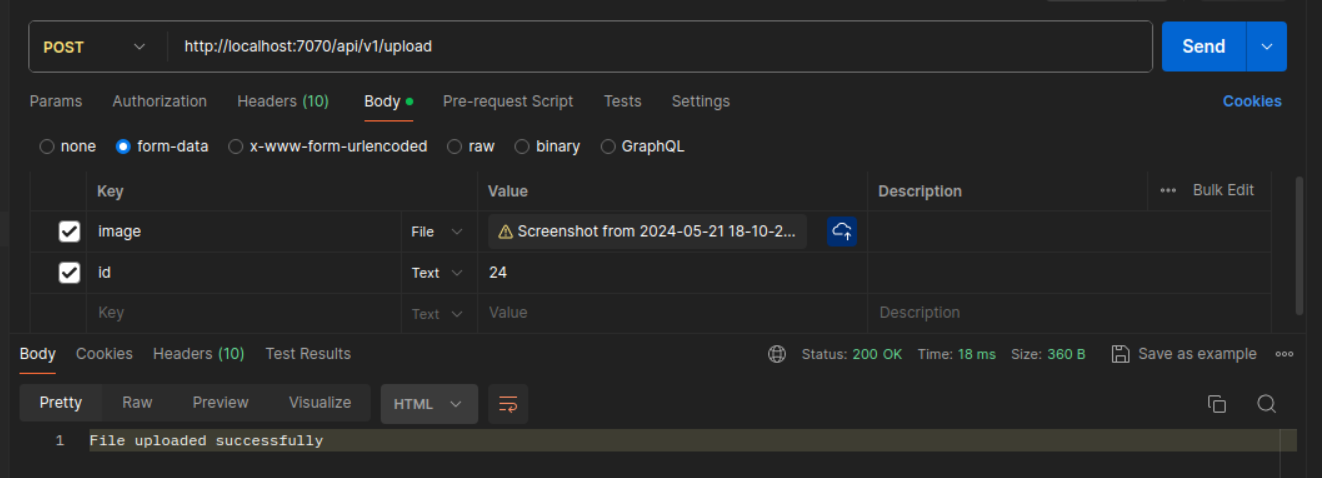 POST http://localhost:7070/api/v1/upload Send
Params Authorization Headers (10) Body Pre-request Script Tests Settings Cookies
none form-data x-www-form-urlencoded raw binary GraphQL
Key Value Description ••• Bulk Edit
image File Screenshot from 2024-05-21 18-10-2...
id Text 24
Key Text Value Description
Body Cookies Headers (10) Test Results Status: 200 OK Time: 18 ms Size: 360 B Save as example
Pretty Raw Preview Visualize HTML
1 File uploaded successfully